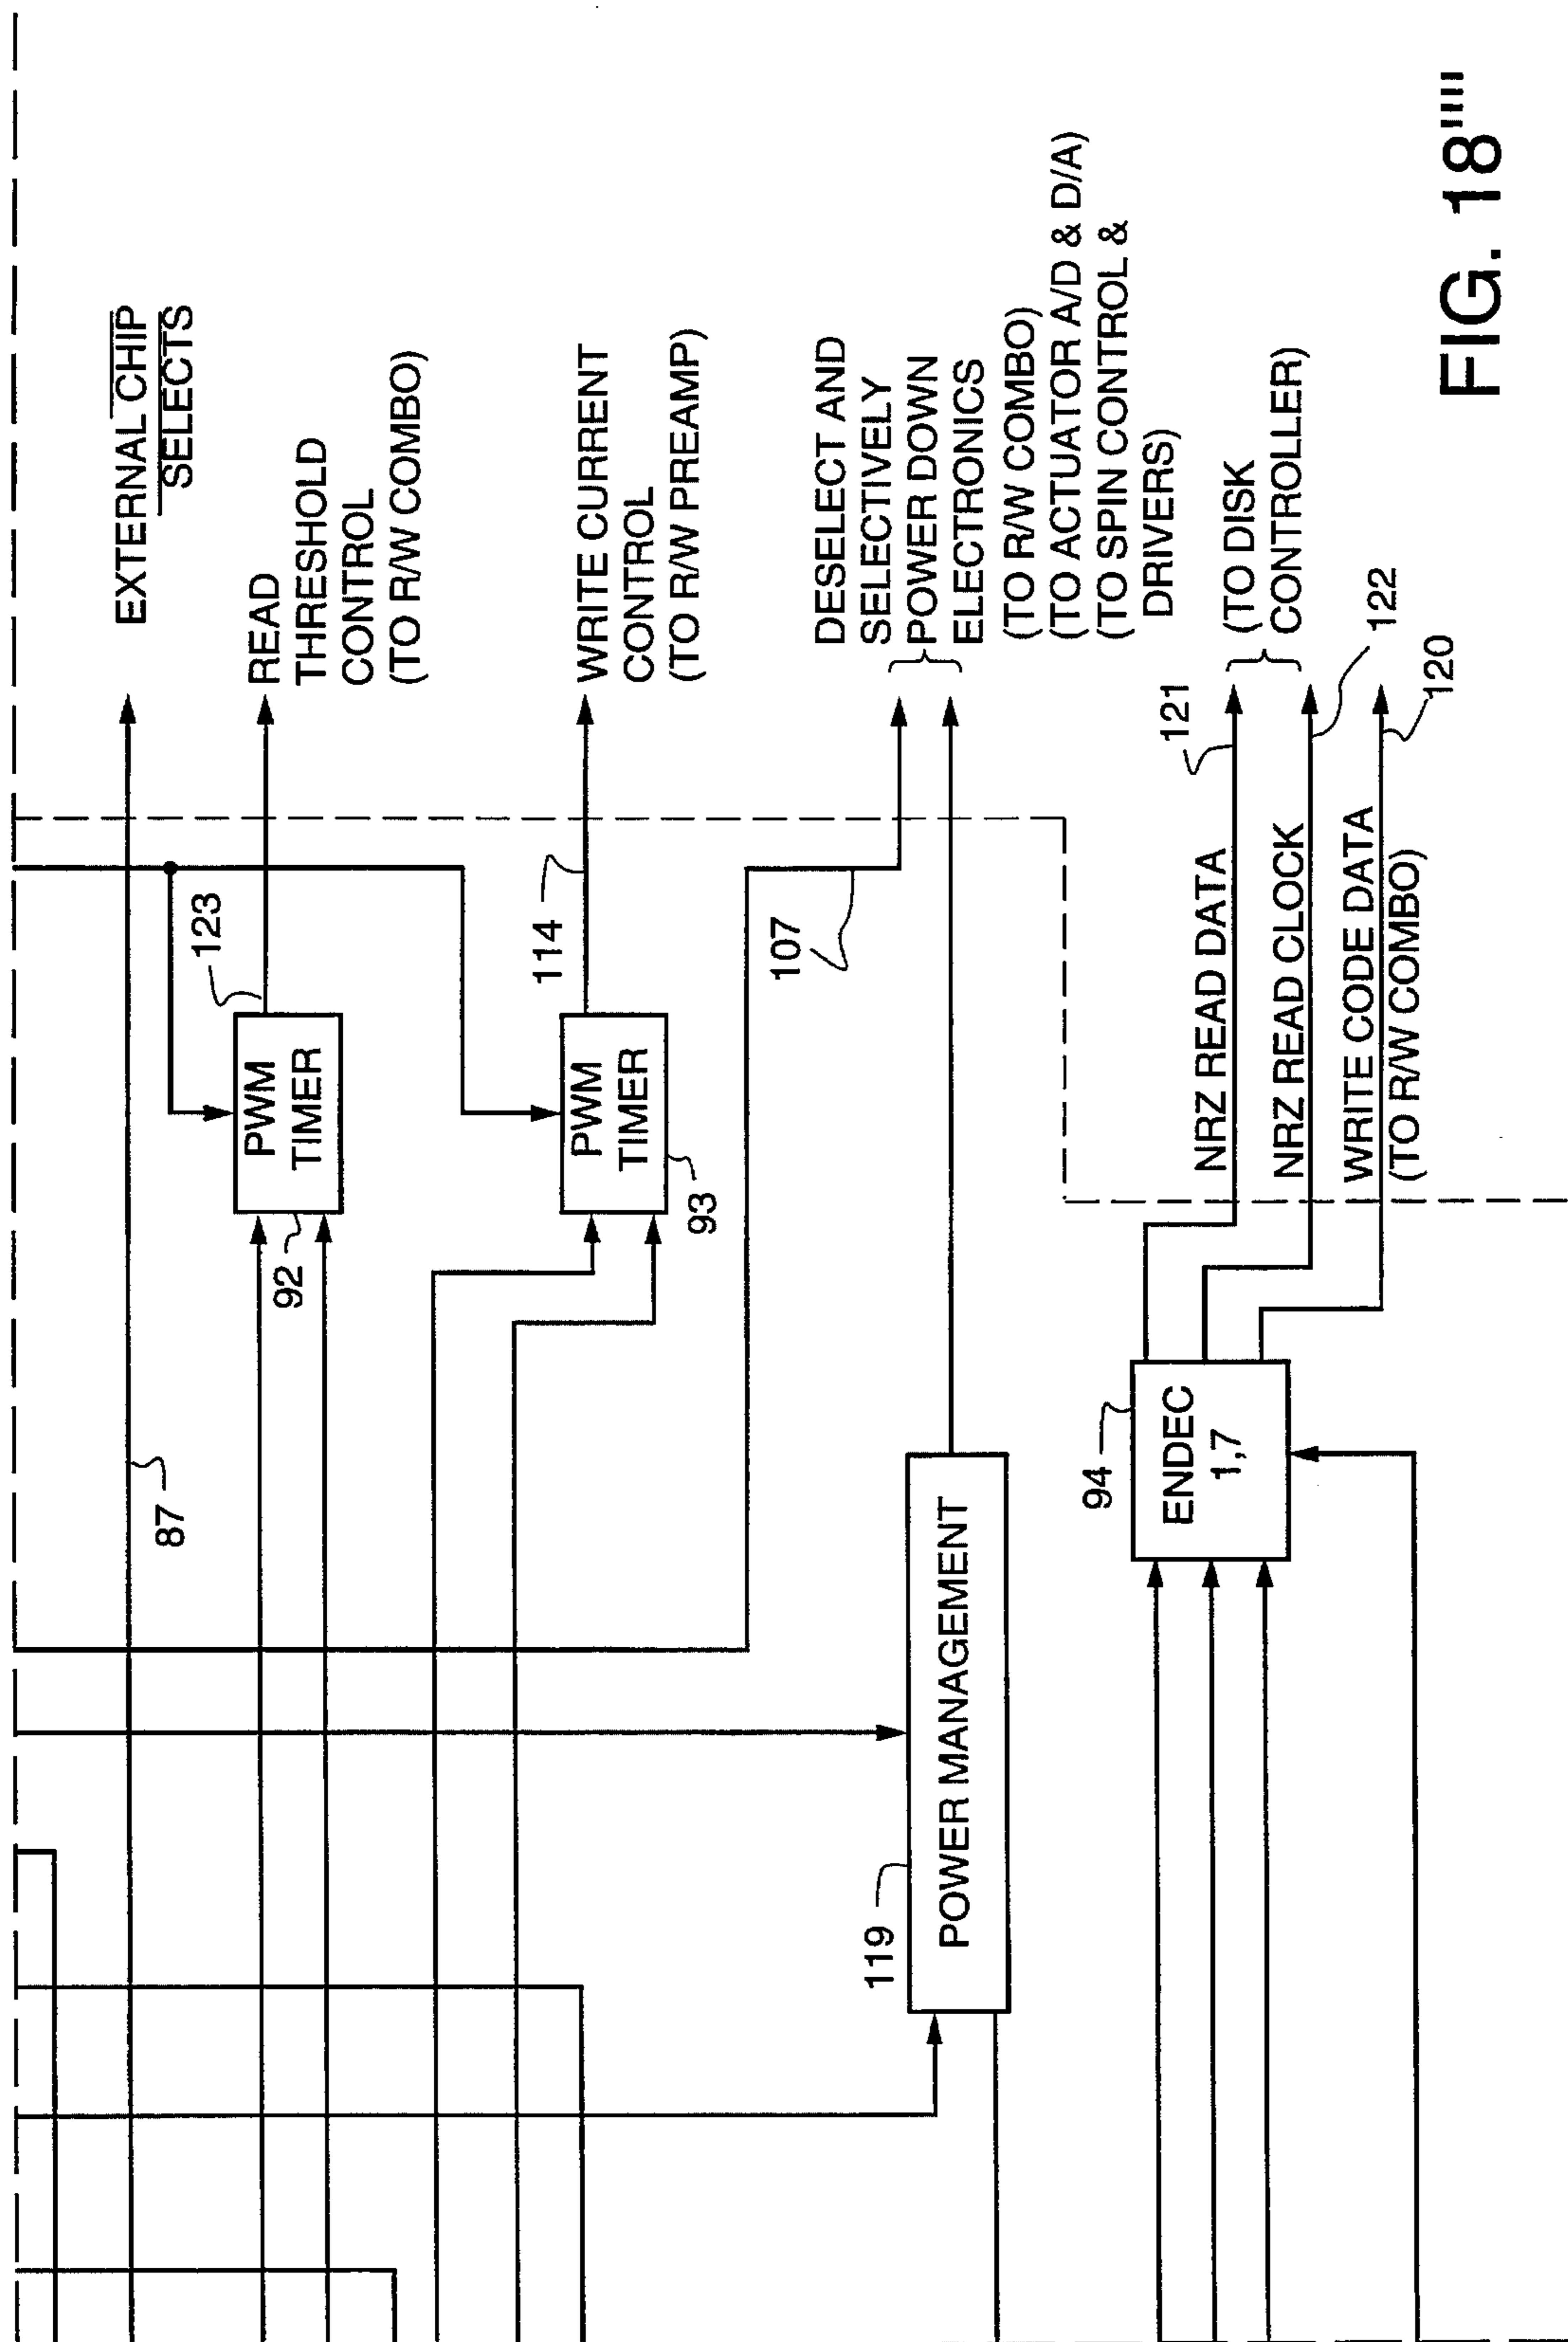 EXTERNAL CHIP
SELECTS
87
READ
THRESHOLD
CONTROL
(TO R/W COMBO)
123
PWM
TIMER
92
WRITE CURRENT
CONTROL
(TO R/W PREAMP)
114
PWM
TIMER
93
107
DESELECT AND
SELECTIVELY
POWER DOWN
ELECTRONICS
(TO R/W COMBO)
(TO ACTUATOR A/D & D/A)
(TO SPIN CONTROL &
DRIVERS)
119
POWER MANAGEMENT
94
ENDEC
1,7
NRZ READ DATA
121
(TO DISK
CONTROLLER)
NRZ READ CLOCK
122
WRITE CODE DATA
(TO R/W COMBO)
120
FIG. 18''''